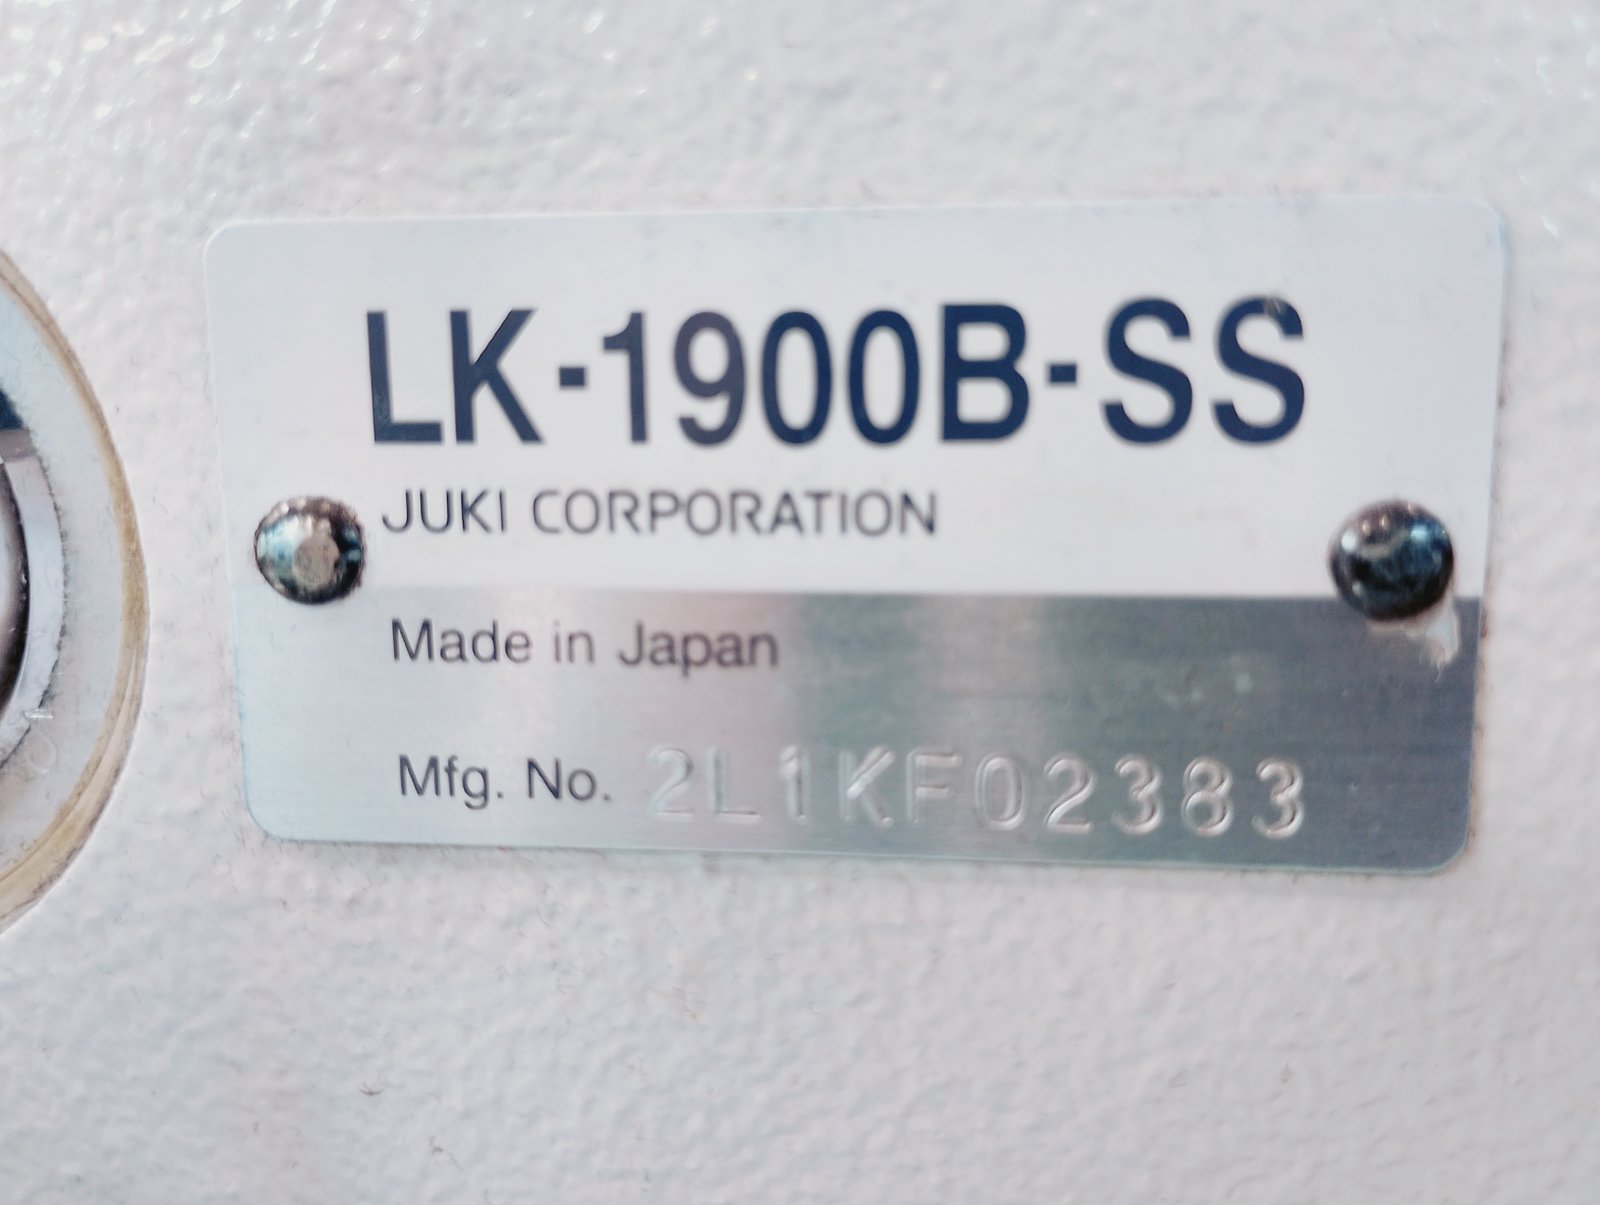 LK-1900B-SS
JUKI CORPORATION
Made in Japan
Mfg. No. 2L1KF02383